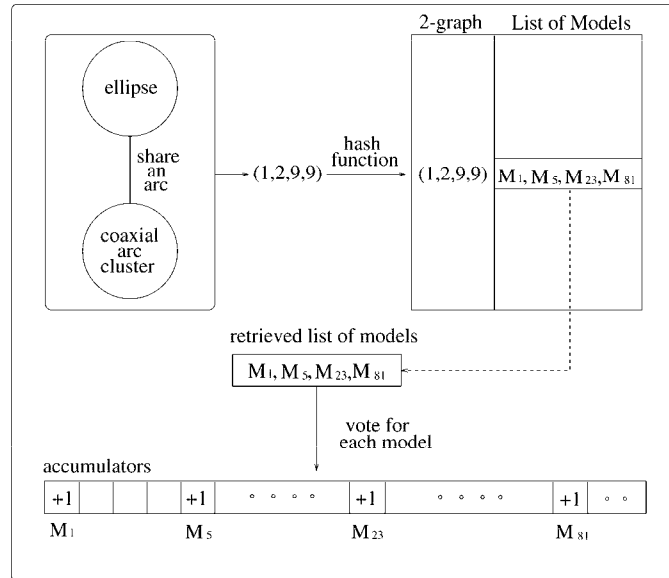 2-graph List of Models
ellipse
share
an
arc
coaxial
arc
cluster
(1,2,9,9)
hash
function
(1,2,9,9)
M1, M5, M23, M81
retrieved list of models
M1, M5, M23, M81
vote for
each model
accumulators
+1 +1 +1 +1
M1 M5 M23 M81